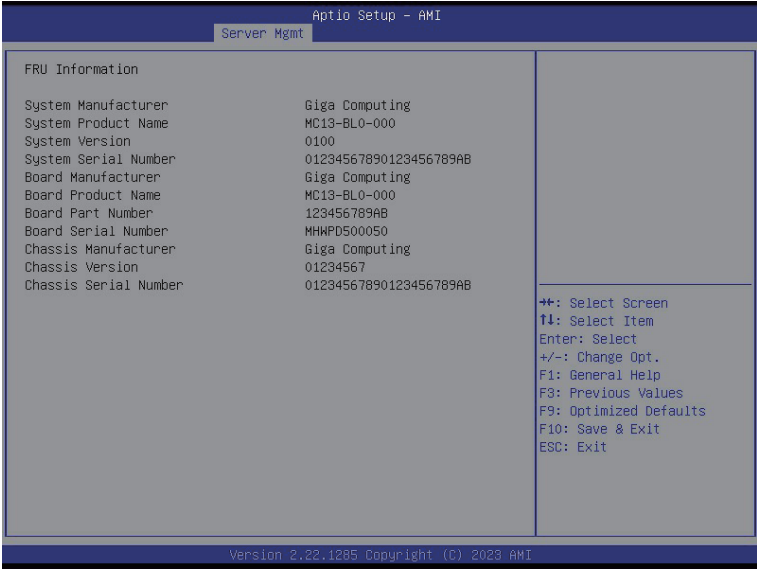 Aptio Setup – AMI
Server Mgmt
FRU Information
System Manufacturer Giga Computing
System Product Name MC13-BL0-000
System Version 0100
System Serial Number 01234567890123456789AB
Board Manufacturer Giga Computing
Board Product Name MC13-BL0-000
Board Part Number 123456789AB
Board Serial Number MHWPD500050
Chassis Manufacturer Giga Computing
Chassis Version 01234567
Chassis Serial Number 01234567890123456789AB
→←: Select Screen
↑↓: Select Item
Enter: Select
+/-: Change Opt.
F1: General Help
F3: Previous Values
F9: Optimized Defaults
F10: Save & Exit
ESC: Exit
Version 2.22.1285 Copyright (C) 2023 AMI